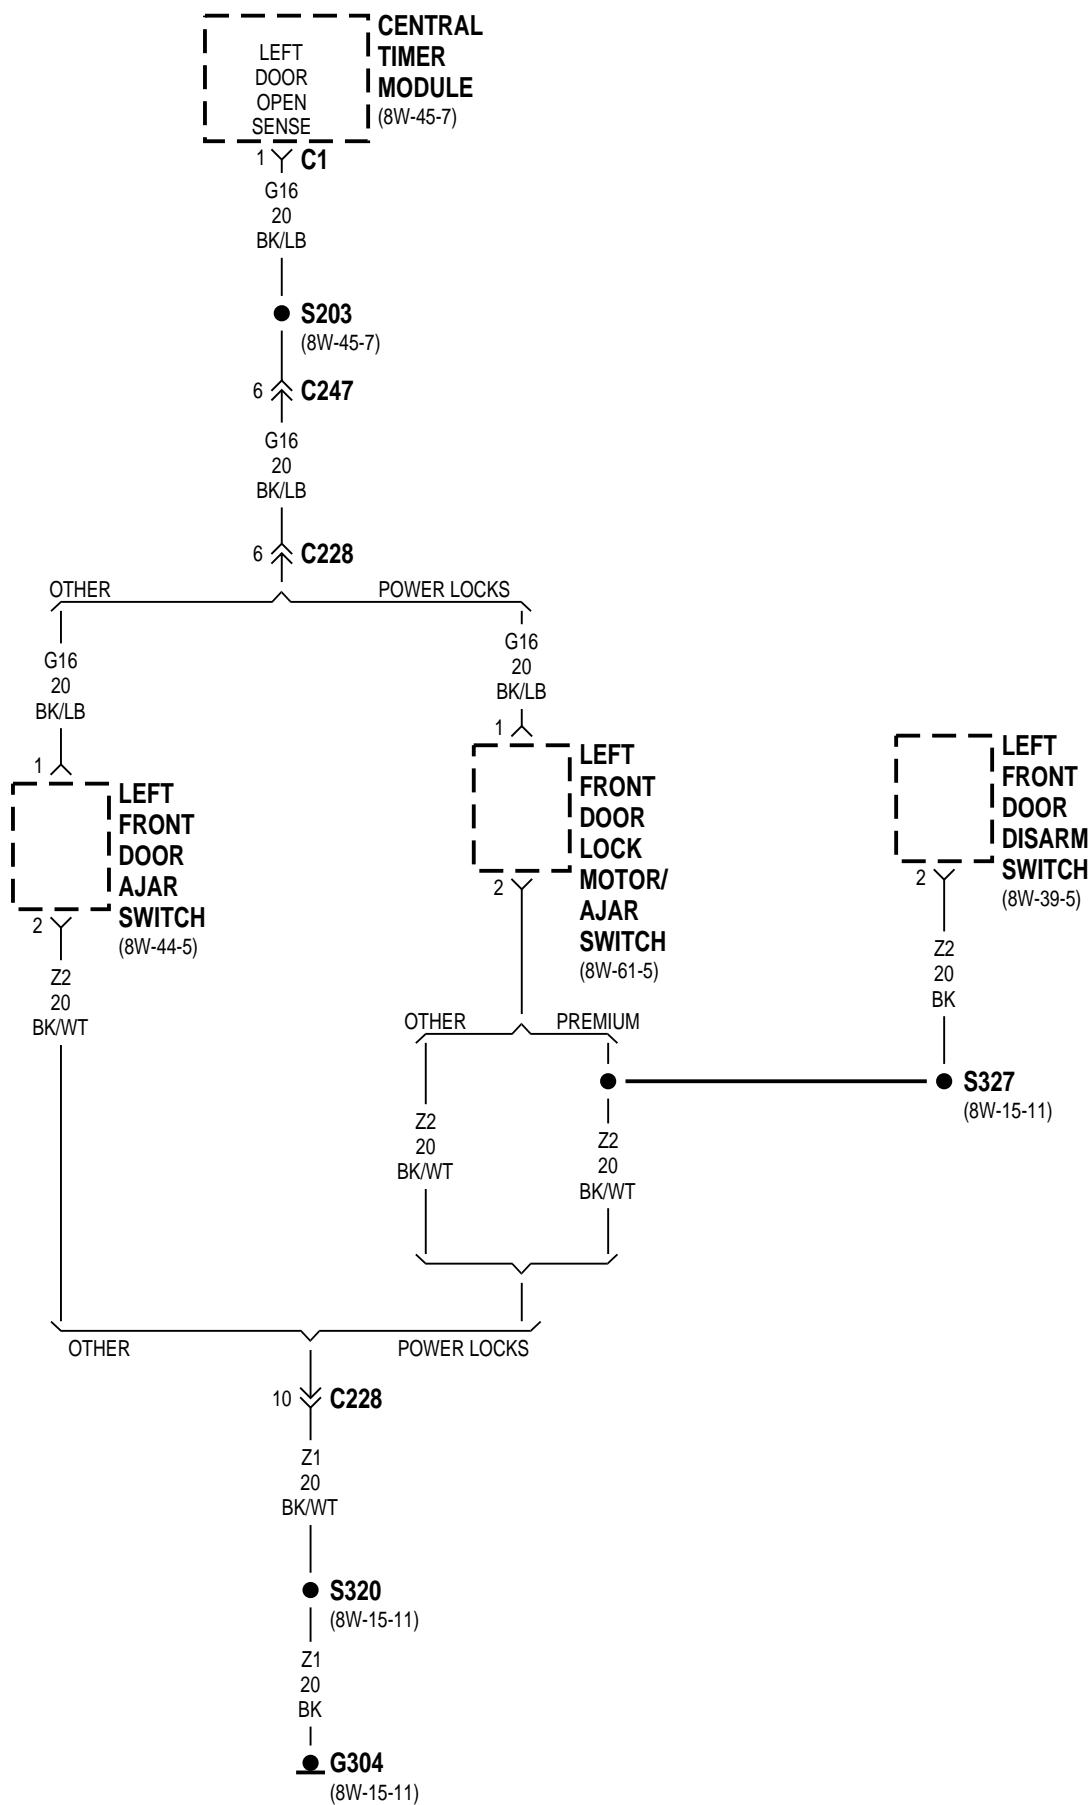 CENTRAL
TIMER
MODULE
(8W-45-7)
LEFT
DOOR
OPEN
SENSE
1 C1
G16
20
BK/LB
S203
(8W-45-7)
6 C247
G16
20
BK/LB
6 C228
OTHER POWER LOCKS
G16
20
BK/LB
1
LEFT
FRONT
DOOR
AJAR
SWITCH
(8W-44-5)
2
Z2
20
BK/WT
G16
20
BK/LB
1
LEFT
FRONT
DOOR
LOCK
MOTOR/
AJAR
SWITCH
(8W-61-5)
2
LEFT
FRONT
DOOR
DISARM
SWITCH
(8W-39-5)
2
Z2
20
BK
OTHER PREMIUM
S327
(8W-15-11)
Z2
20
BK/WT
Z2
20
BK/WT
OTHER POWER LOCKS
10 C228
Z1
20
BK/WT
S320
(8W-15-11)
Z1
20
BK
G304
(8W-15-11)